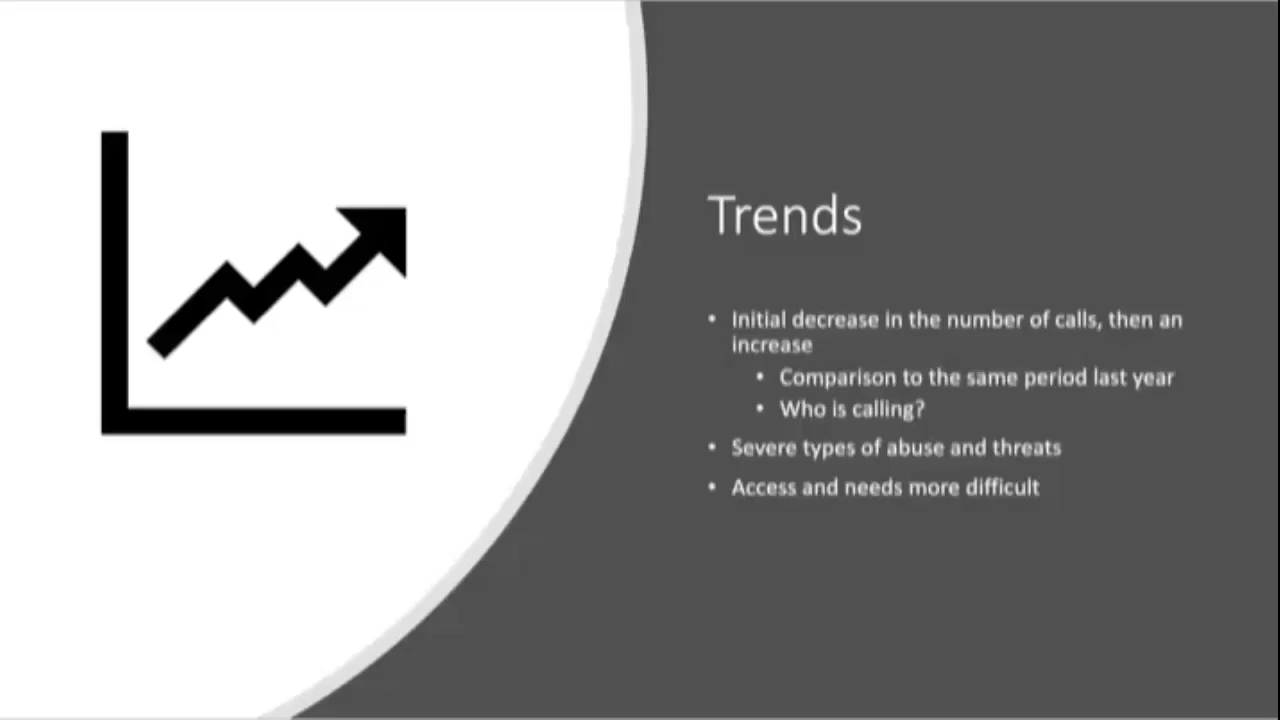 Trends
• Initial decrease in the number of calls, then an
increase
• Comparison to the same period last year
• Who is calling?
• Severe types of abuse and threats
• Access and needs more difficult